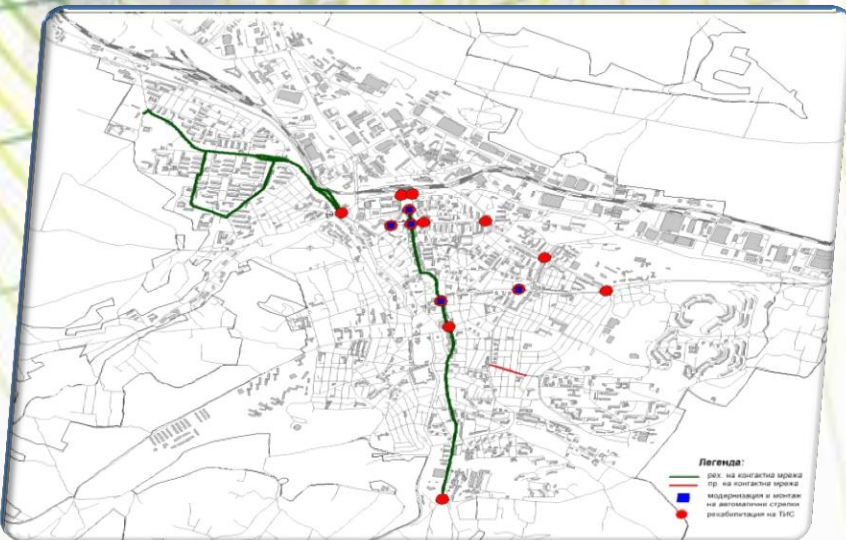 Легенда:
рех. на контактна мрежа
пр. на контактна мрежа
модернизация и монтаж
на автоматични стрелки
рехабилитация на ТИС